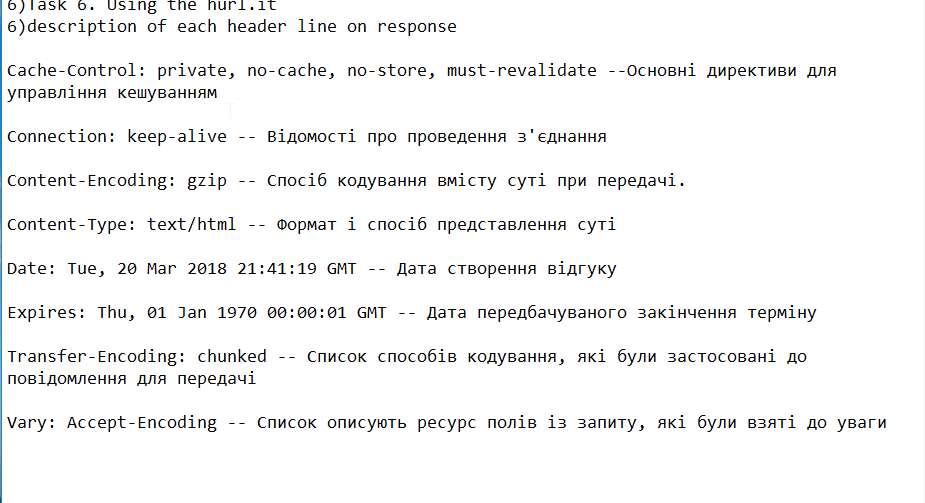 6)Task 6. Using the hurl.it
6)description of each header line on response
Cache-Control: private, no-cache, no-store, must-revalidate --Основні директиви для
управління кешуванням
Connection: keep-alive -- Відомості про проведення з'єднання
Content-Encoding: gzip -- Спосіб кодування вмісту суті при передачі.
Content-Type: text/html -- Формат і спосіб представлення суті
Date: Tue, 20 Mar 2018 21:41:19 GMT -- Дата створення відгуку
Expires: Thu, 01 Jan 1970 00:00:01 GMT -- Дата передбачуваного закінчення терміну
Transfer-Encoding: chunked -- Список способів кодування, які були застосовані до
повідомлення для передачі
Vary: Accept-Encoding -- Список описують ресурс полів із запиту, які були взяті до уваги